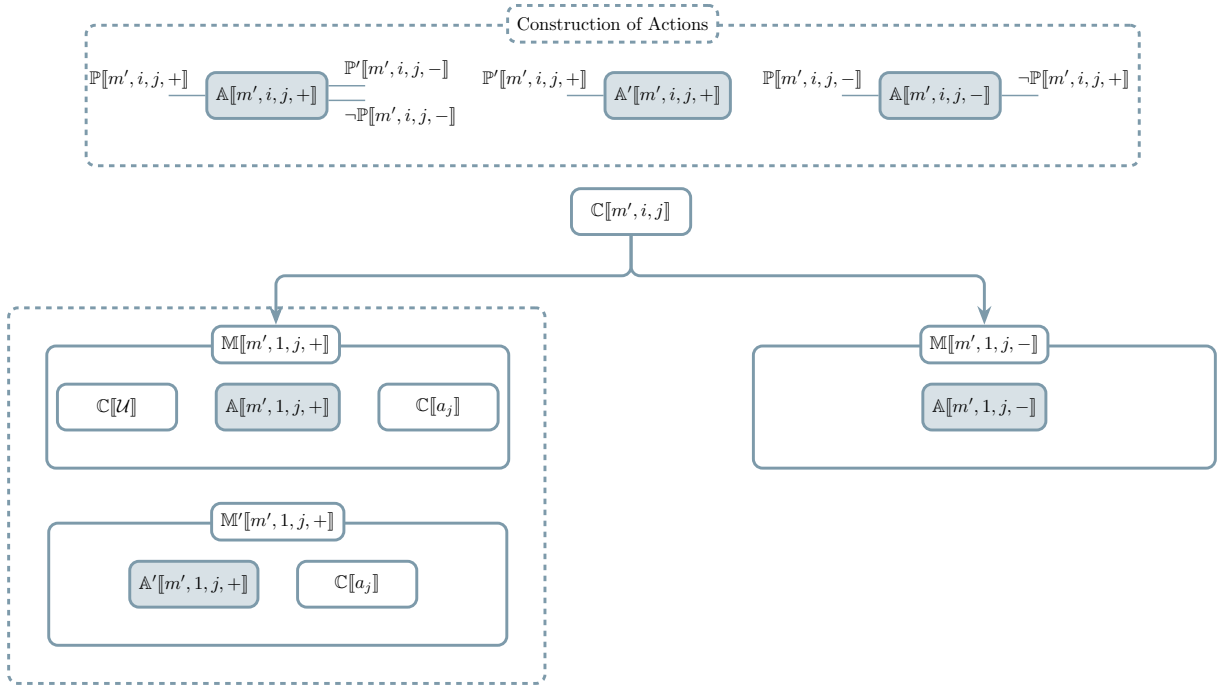 Construction of Actions
ℙ⟦m′, i, j, +⟧ 𝔸⟦m′, i, j, +⟧ ℙ′⟦m′, i, j, −⟧ ¬ℙ⟦m′, i, j, −⟧
ℙ′⟦m′, i, j, +⟧ 𝔸′⟦m′, i, j, +⟧
ℙ⟦m′, i, j, −⟧ 𝔸⟦m′, i, j, −⟧ ¬ℙ⟦m′, i, j, +⟧
ℂ⟦m′, i, j⟧
𝕄⟦m′, 1, j, +⟧
ℂ⟦𝒰⟧ 𝔸⟦m′, 1, j, +⟧ ℂ⟦a_j⟧
𝕄′⟦m′, 1, j, +⟧
𝔸′⟦m′, 1, j, +⟧ ℂ⟦a_j⟧
𝕄⟦m′, 1, j, −⟧
𝔸⟦m′, 1, j, −⟧